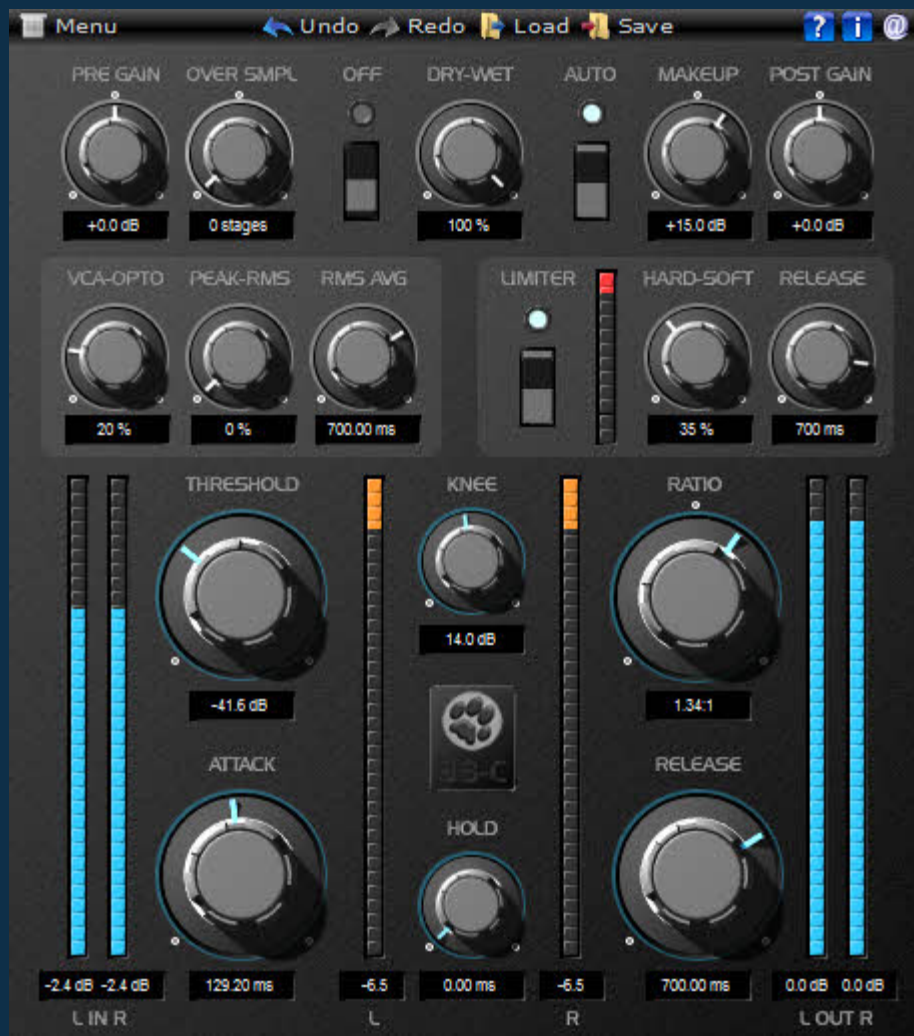 Menu Undo Redo Load Save ? i @
PRE GAIN OVER SMPL OFF DRY-WET AUTO MAKEUP POST GAIN
+0.0 dB 0 stages 100 % +15.0 dB +0.0 dB
VCA-OPTO PEAK-RMS RMS AVG LIMITER HARD-SOFT RELEASE
20 % 0 % 700.00 ms 35 % 700 ms
THRESHOLD KNEE RATIO
14.0 dB
-41.6 dB 1.34:1
ATTACK RELEASE
HOLD
-2.4 dB -2.4 dB 129.20 ms -6.5 0.00 ms -6.5 700.00 ms 0.0 dB 0.0 dB
L IN R L R L OUT R